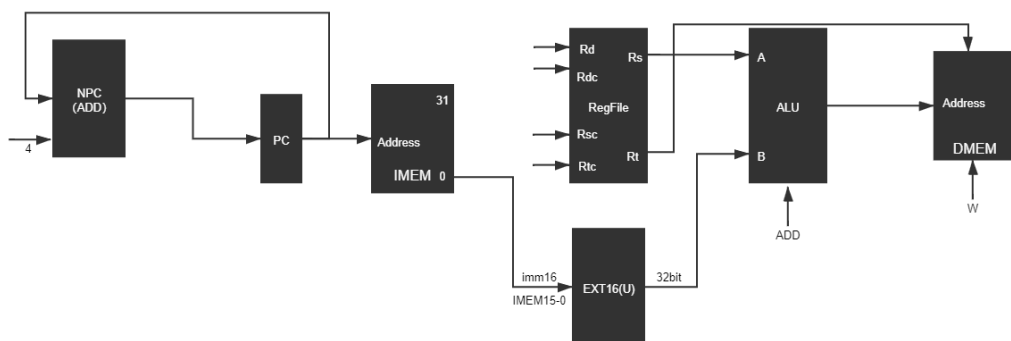 NPC
(ADD)
4
PC
31
Address
IMEM 0
Rd
Rs
Rdc
RegFile
Rsc
Rt
Rtc
A
ALU
B
ADD
Address
DMEM
W
imm16
IMEM15-0
EXT16(U)
32bit